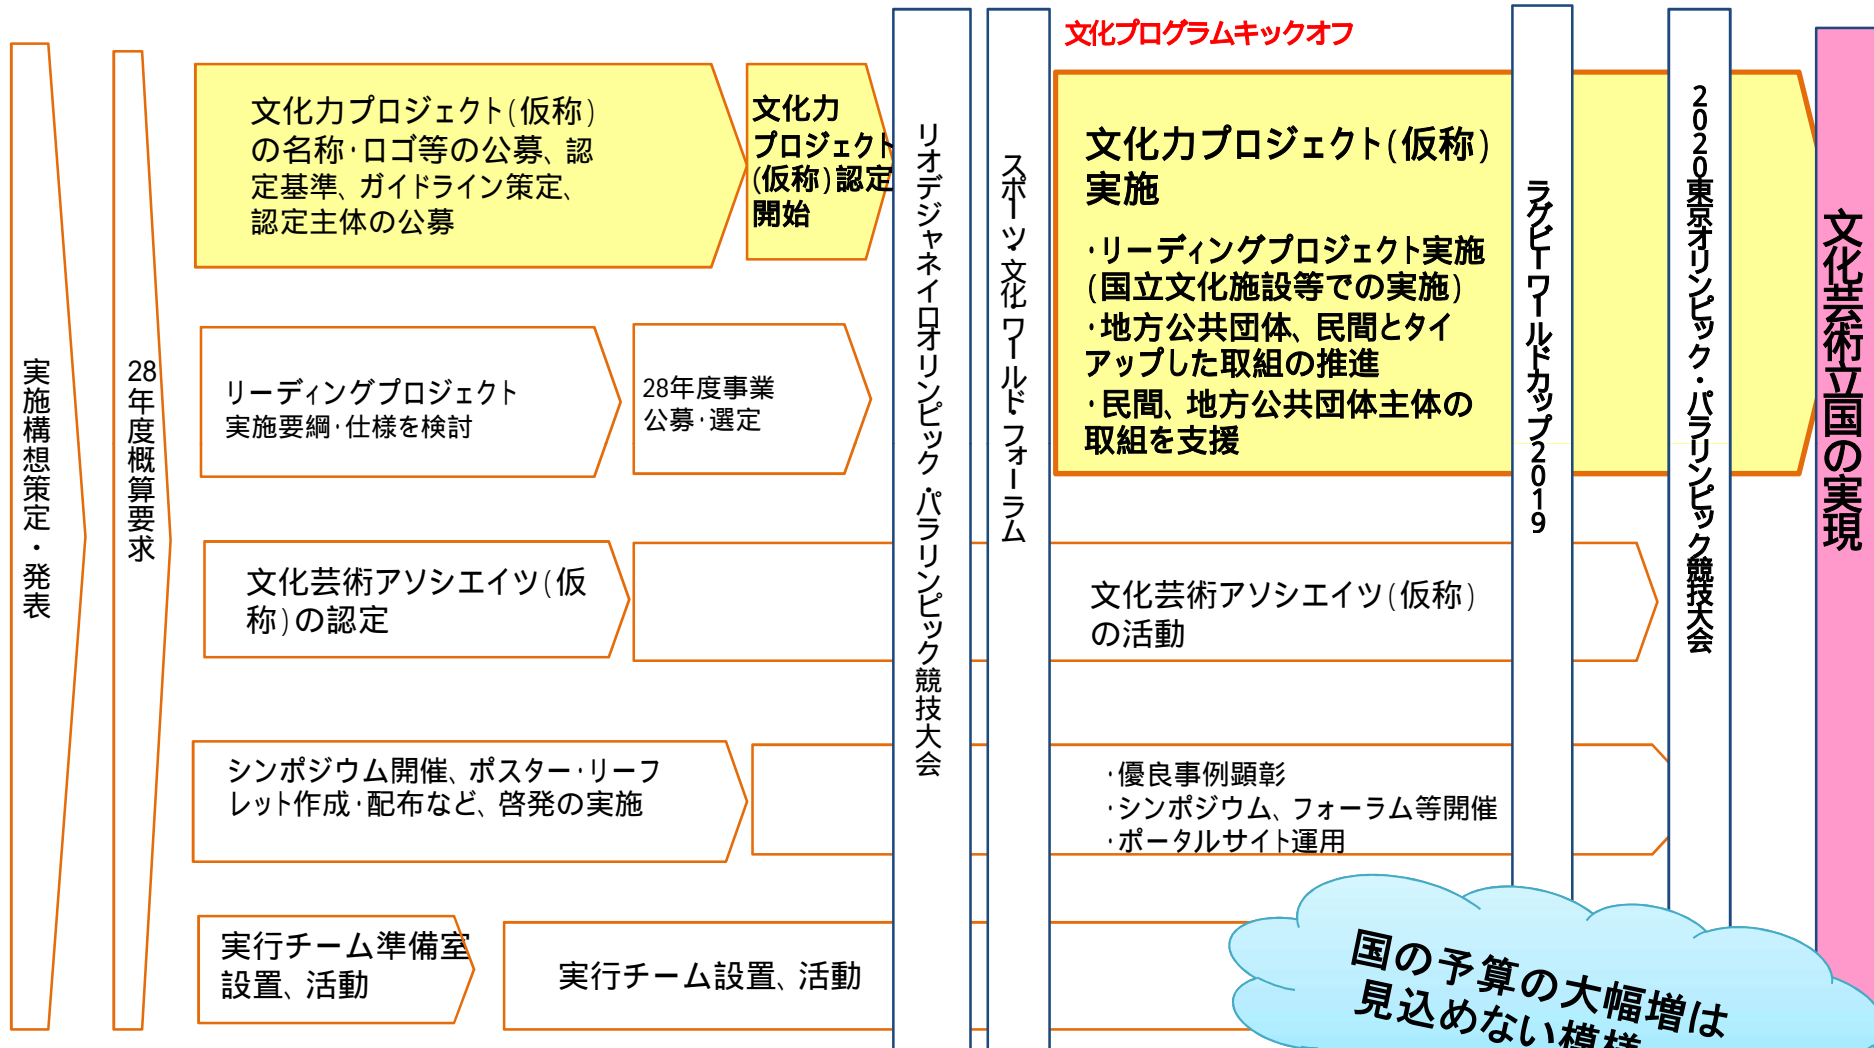 文化プログラムキックオフ
実施構想策定・発表
28年度概算要求
文化力プロジェクト(仮称)
の名称・ロゴ等の公募、認
定基準、ガイドライン策定、
認定主体の公募
文化力
プロジェクト
(仮称)認定
開始
リオデジャネイロオリンピック・パラリンピック競技大会
スポーツ・文化・ワールド・フォーラム
文化力プロジェクト(仮称)
実施
・リーディングプロジェクト実施
(国立文化施設等での実施)
・地方公共団体、民間とタイ
アップした取組の推進
・民間、地方公共団体主体の
取組を支援
ラグビーワールドカップ2019
2020東京オリンピック・パラリンピック競技大会
文化芸術立国の実現
リーディングプロジェクト
実施要綱・仕様を検討
28年度事業
公募・選定
文化芸術アソシエイツ(仮
称)の認定
文化芸術アソシエイツ(仮称)
の活動
シンポジウム開催、ポスター・リーフ
レット作成・配布など、啓発の実施
・優良事例顕彰
・シンポジウム、フォーラム等開催
・ポータルサイト運用
実行チーム準備室
設置、活動
実行チーム設置、活動
国の予算の大幅増は
見込めない模様